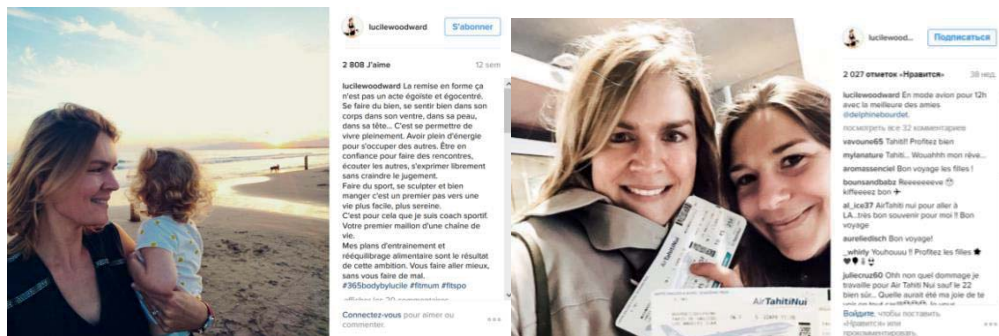 lucilewoodward
S'abonner
2 808 J'aime
12 sem
lucilewoodward La remise en forme ça
n'est pas un acte égoïste et égocentré.
Se faire du bien, se sentir bien dans son
corps dans son ventre, dans sa peau,
dans sa tête... C'est se permettre de
vivre pleinement. Avoir plein d'énergie
pour s'occuper des autres. Être en
confiance pour faire des rencontres,
écouter les autres, s'exprimer librement
sans craindre le jugement.
Faire du sport, se sculpter et bien
manger c'est un premier pas vers une
vie plus facile, plus sereine.
C'est pour cela que je suis coach sportif.
Votre premier maillon d'une chaîne de
vie.
Mes plans d'entrainement et
rééquilibrage alimentaire sont le résultat
de cette ambition. Vous faire aller mieux,
sans vous faire de mal.
#365bodybylucile #fitmum #fitspo
afficher les 20 commentaires
Connectez-vous pour aimer ou
commenter.
AirTahitiNui
lucilewood...
Подписаться
2 027 отметок «Нравится»
38 нед.
lucilewoodward En mode avion pour 12h
avec la meilleure des amies
@delphinebourdet.
посмотреть все 32 комментариев
vavoune65 Tahiti! Profitez bien
mylanature Tahiti... Wouahhh mon rêve...
aromassenciel Bon voyage les filles !
bounsandbabz Reeeeeeeve
kiffeeeez bon ✈
al_ice37 AirTahiti nui pour aller à
LA...très bon souvenir pour moi !! Bon
voyage
aureliedisch Bon voyage!
_whirly Youhouuu !! Profitez les filles
juliecruz60 Ohh non quel dommage je
travaille pour Air Tahiti Nui sauf le 22
bien sûr... Quelle aurait été ma joie de te
Войдите, чтобы поставить
«Нравится» или
прокомментировать.